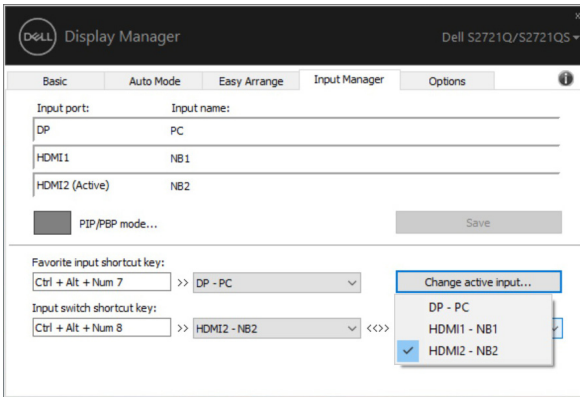 DELL Display Manager Dell S2721Q/S2721QS
Basic Auto Mode Easy Arrange Input Manager Options
Input port: Input name:
DP PC
HDMI1 NB1
HDMI2 (Active) NB2
PIP/PBP mode... Save
Favorite input shortcut key:
Ctrl + Alt + Num 7 >> DP - PC Change active input...
Input switch shortcut key:
DP - PC
Ctrl + Alt + Num 8 >> HDMI2 - NB2 <<>> HDMI1 - NB1
HDMI2 - NB2